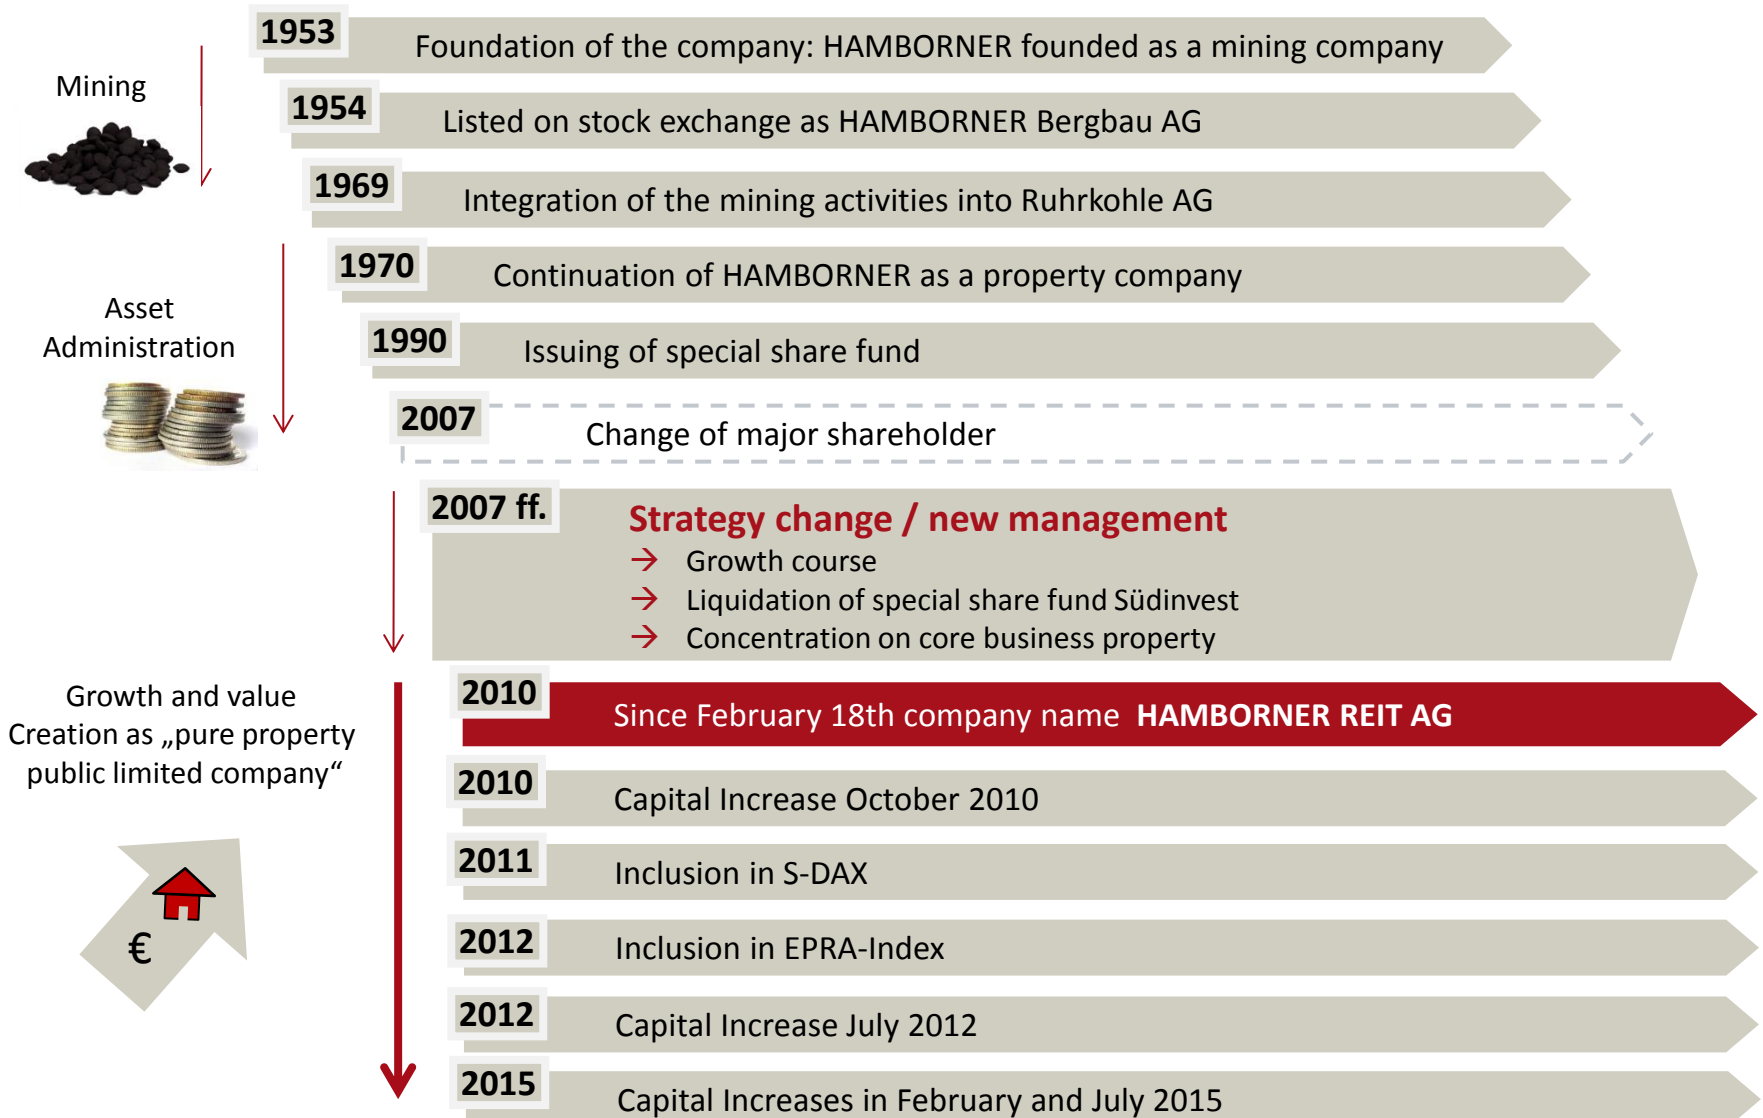 1953
Foundation of the company: HAMBORNER founded as a mining company
Mining
1954
Listed on stock exchange as HAMBORNER Bergbau AG
1969
Integration of the mining activities into Ruhrkohle AG
1970
Continuation of HAMBORNER as a property company
Asset
Administration
1990
Issuing of special share fund
2007
Change of major shareholder
2007 ff.
Strategy change / new management
→ Growth course
→ Liquidation of special share fund Südinvest
→ Concentration on core business property
Growth and value
Creation as „pure property
public limited company“
2010
Since February 18th company name HAMBORNER REIT AG
2010
Capital Increase October 2010
2011
Inclusion in S-DAX
€
2012
Inclusion in EPRA-Index
2012
Capital Increase July 2012
2015
Capital Increases in February and July 2015